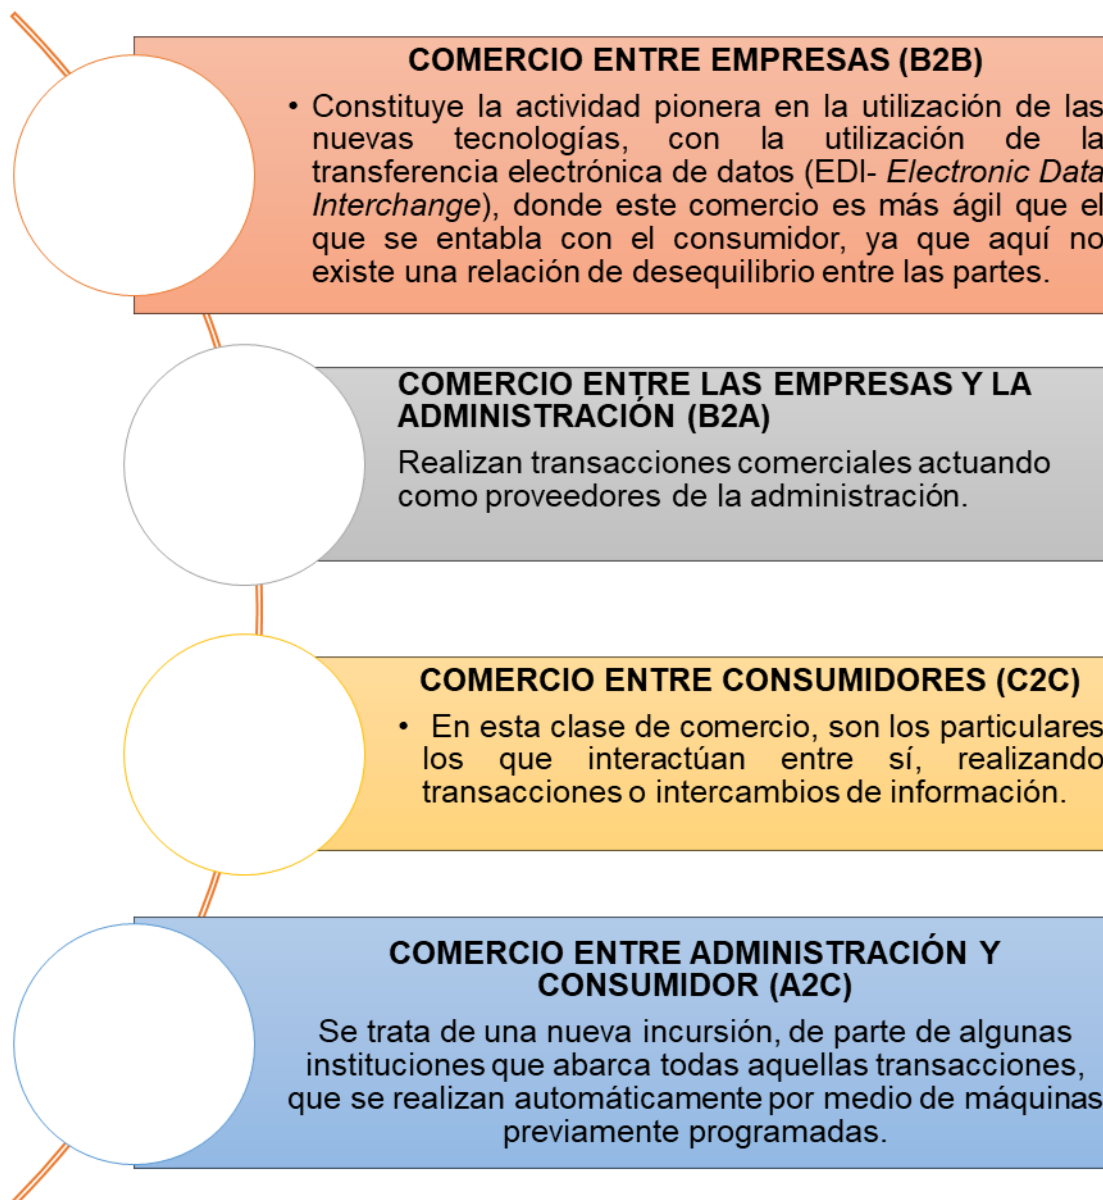 COMERCIO ENTRE EMPRESAS (B2B)
• Constituye la actividad pionera en la utilización de las
nuevas tecnologías, con la utilización de la
transferencia electrónica de datos (EDI- Electronic Data
Interchange), donde este comercio es más ágil que el
que se entabla con el consumidor, ya que aquí no
existe una relación de desequilibrio entre las partes.
COMERCIO ENTRE LAS EMPRESAS Y LA
ADMINISTRACIÓN (B2A)
Realizan transacciones comerciales actuando
como proveedores de la administración.
COMERCIO ENTRE CONSUMIDORES (C2C)
• En esta clase de comercio, son los particulares
los que interactúan entre sí, realizando
transacciones o intercambios de información.
COMERCIO ENTRE ADMINISTRACIÓN Y
CONSUMIDOR (A2C)
Se trata de una nueva incursión, de parte de algunas
instituciones que abarca todas aquellas transacciones,
que se realizan automáticamente por medio de máquinas
previamente programadas.